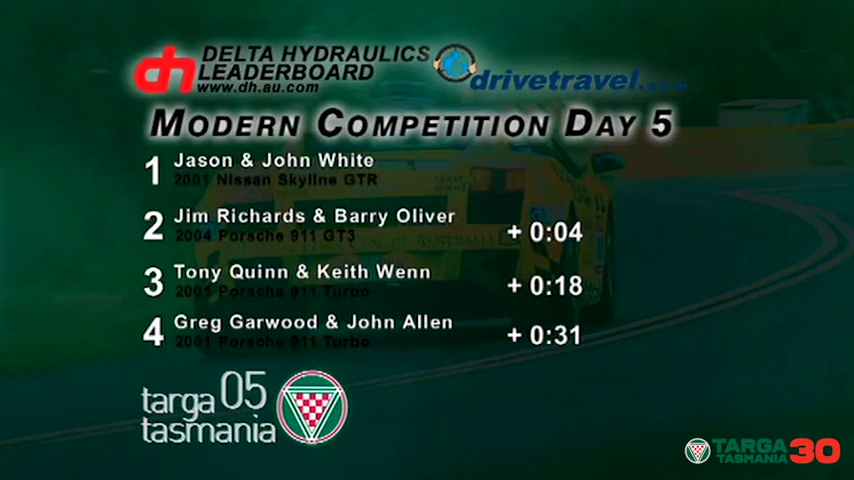 dh DELTA HYDRAULICS
LEADERBOARD
www.dh.au.com
drivetravel.com
MODERN COMPETITION DAY 5
1 Jason & John White
2001 Nissan Skyline GTR
2 Jim Richards & Barry Oliver + 0:04
2004 Porsche 911 GT3
3 Tony Quinn & Keith Wenn + 0:18
2001 Porsche 911 Turbo
4 Greg Garwood & John Allen + 0:31
2001 Porsche 911 Turbo
targa 05
tasmania
TARGA
TASMANIA 30